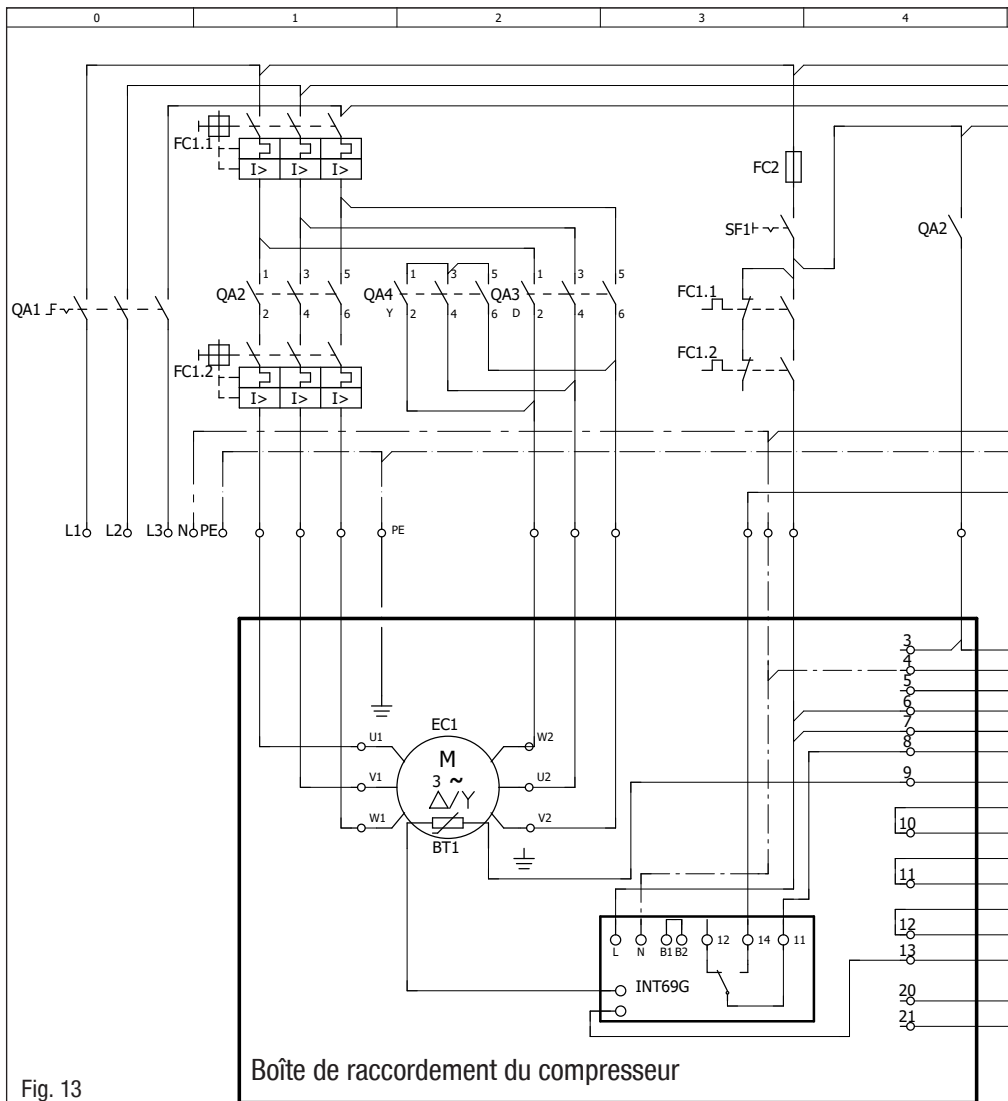 0 1 2 3 4
FC1.1
I> I> I>
FC2
SF1
QA2
1 3 5 1 3 5 1 3 5
QA1 QA2 QA4 QA3 FC1.1
Y D
2 4 6 2 4 6 2 4 6
FC1.2
FC1.2
I> I> I>
L1 L2 L3 N PE PE
3
4
5
6
7
8
9
10
11
12
13
20
21
EC1
U1 W2
M
V1 3 ~ U2
△/Y
W1 V2
BT1
L N B1 B2 12 14 11
INT69G
Boîte de raccordement du compresseur
Fig. 13